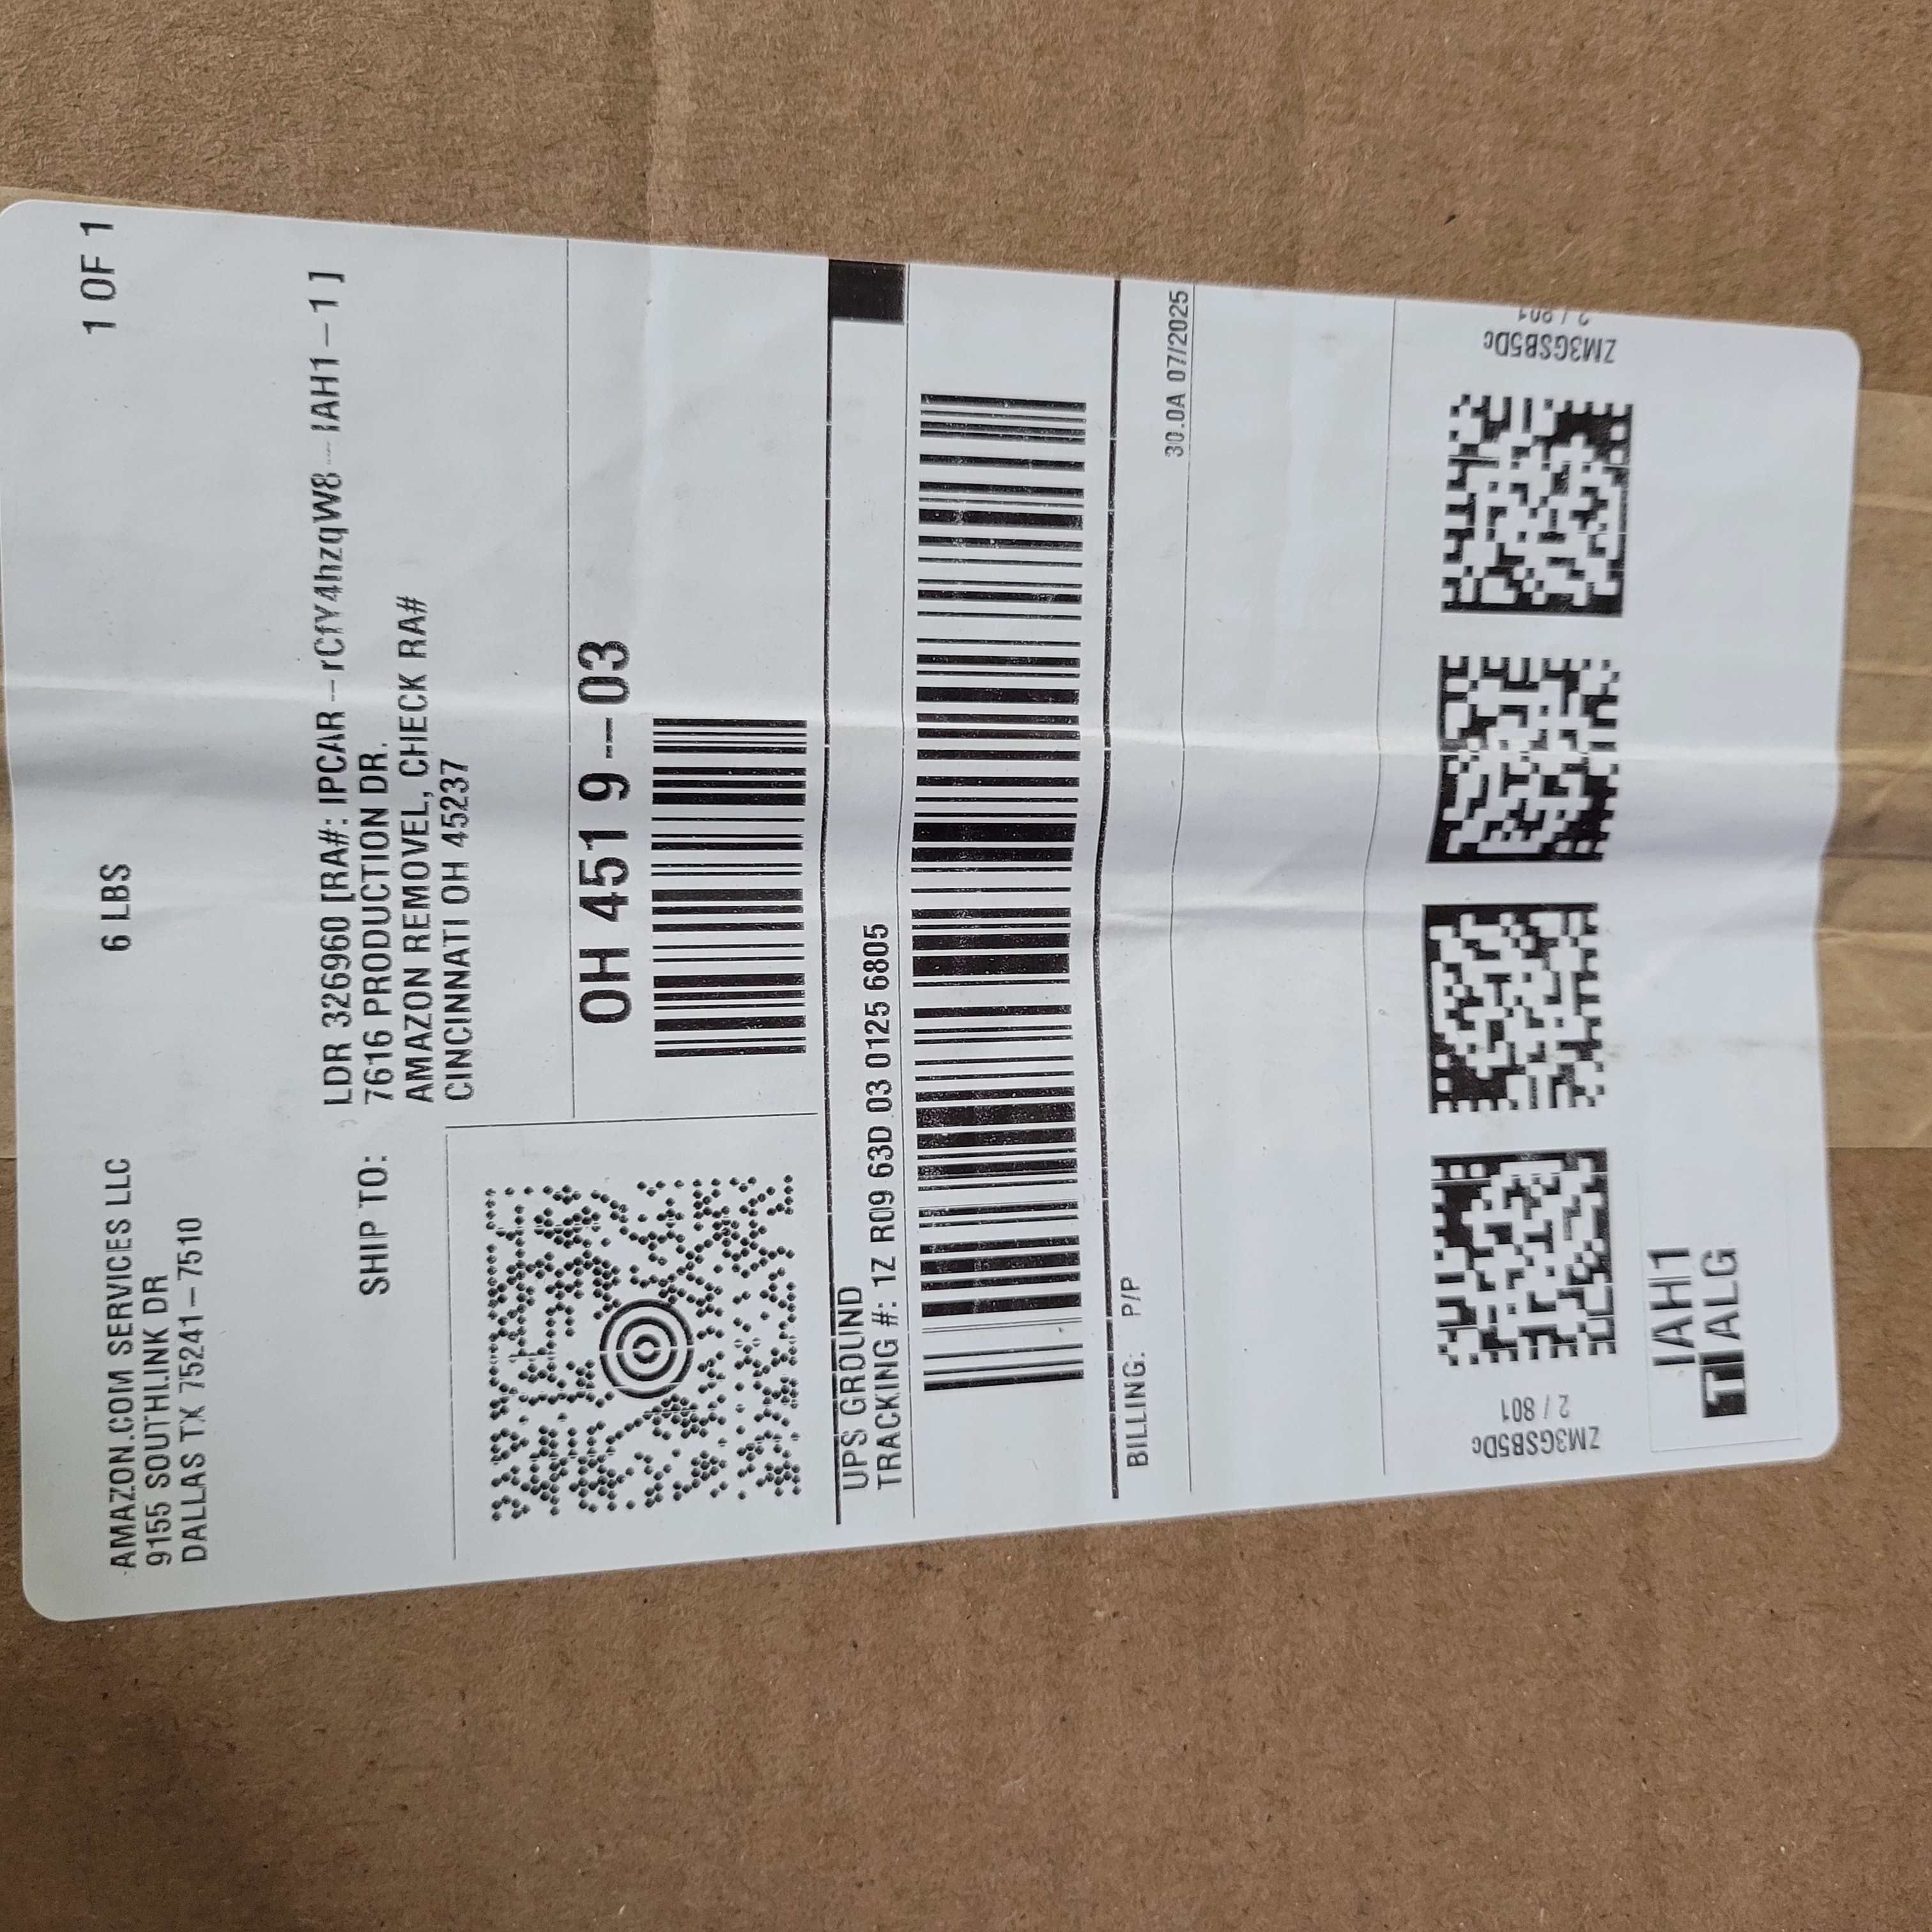 AMAZON.COM SERVICES LLC
9155 SOUTHLINK DR
DALLAS TX 75241-7510
6 LBS
1 OF 1
SHIP TO:
LDR 326960 [RA#: IPCAR-rCfY4hzqW8-IAH1-1]
7616 PRODUCTION DR.
AMAZON REMOVEL, CHECK RA#
CINCINNATI OH 45237
OH 451 9-03
UPS GROUND
TRACKING #: 1Z R09 63D 03 0125 6805
BILLING: P/P
30.0A 07/2025
ZM3GSB5Dc
2 / 801
ZM3GSB5Dc
2 / 801
IAH1
T1 ALG